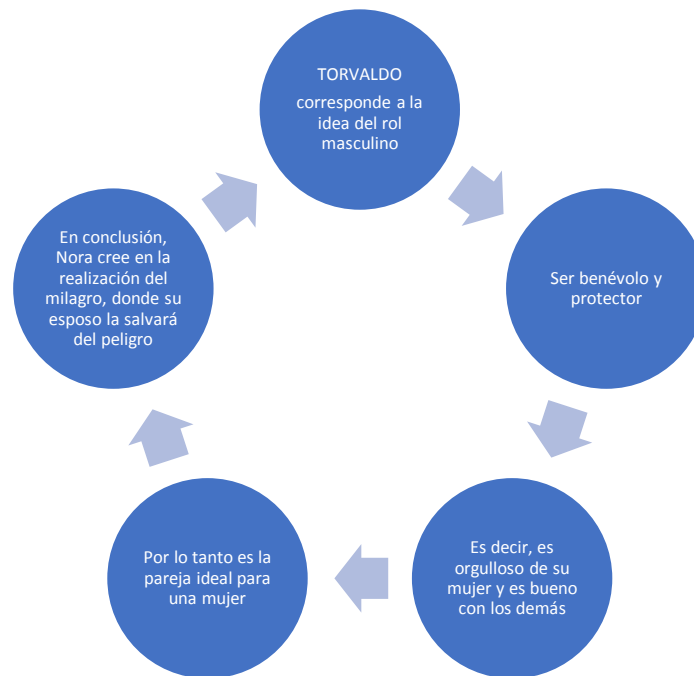 TORVALDO
corresponde a la
idea del rol
masculino
Ser benévolo y
protector
Es decir, es
orgulloso de su
mujer y es bueno
con los demás
Por lo tanto es la
pareja ideal para
una mujer
En conclusión,
Nora cree en la
realización del
milagro, donde su
esposo la salvará
del peligro